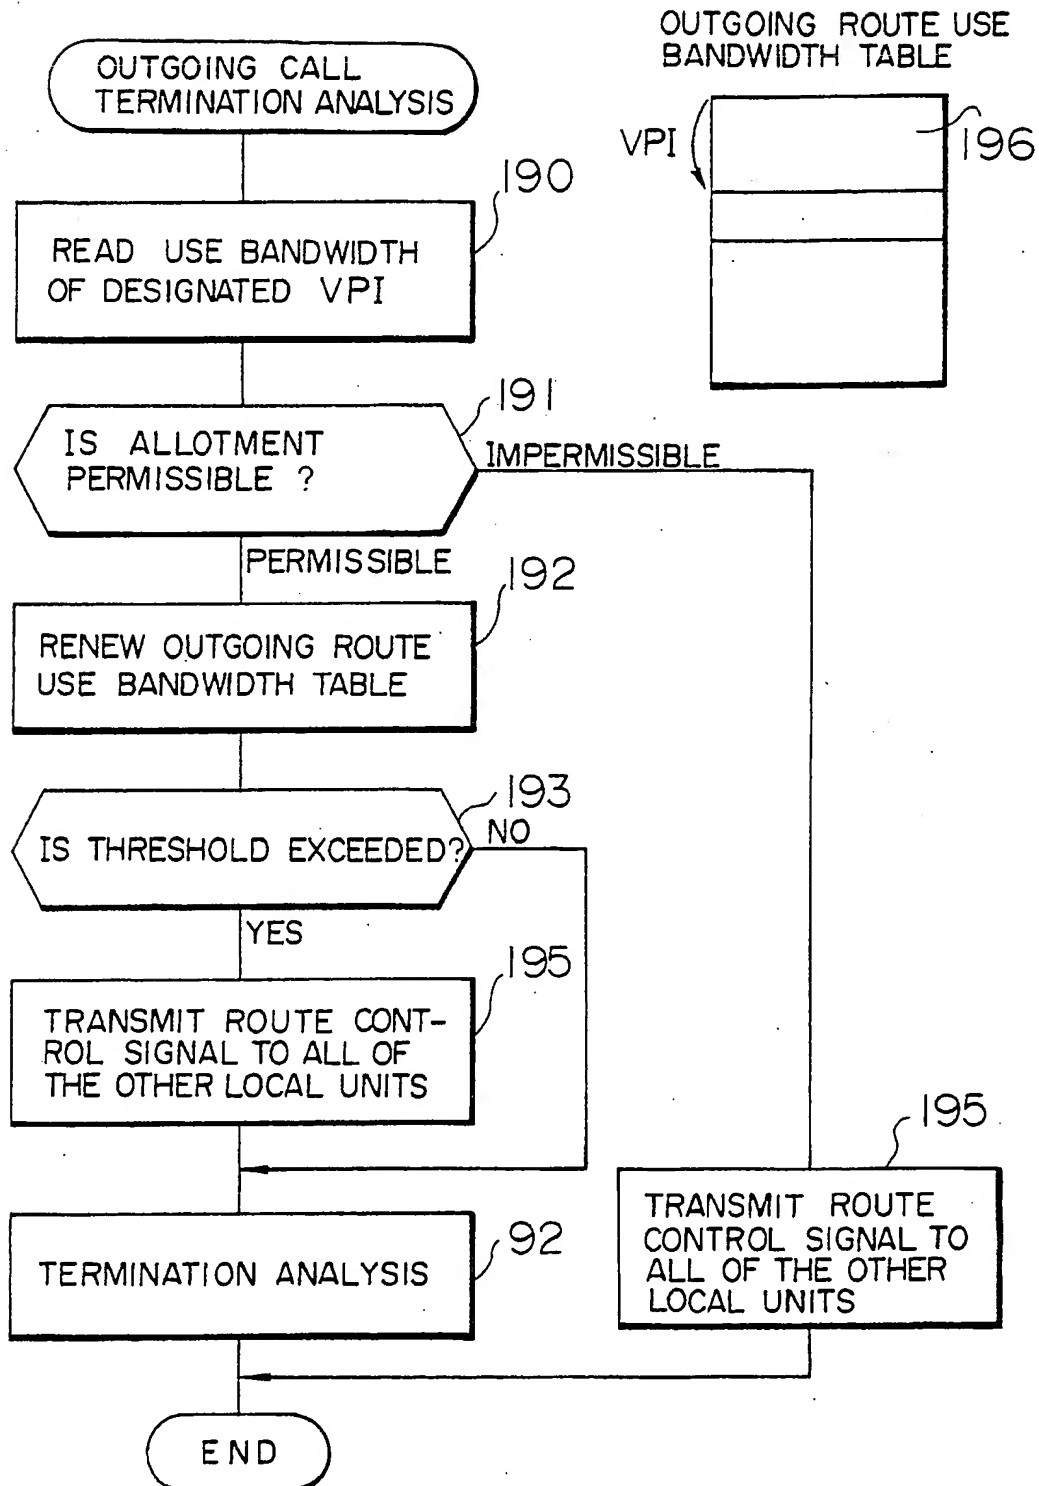 OUTGOING CALL
TERMINATION ANALYSIS
OUTGOING ROUTE USE
BANDWIDTH TABLE
VPI
196
190
READ USE BANDWIDTH
OF DESIGNATED VPI
191
IS ALLOTMENT
PERMISSIBLE ?
IMPERMISSIBLE
PERMISSIBLE
192
RENEW OUTGOING ROUTE
USE BANDWIDTH TABLE
193
IS THRESHOLD EXCEEDED?
NO
YES
195
TRANSMIT ROUTE CONT-
ROL SIGNAL TO ALL OF
THE OTHER LOCAL UNITS
195
TRANSMIT ROUTE
CONTROL SIGNAL TO
ALL OF THE OTHER
LOCAL UNITS
92
TERMINATION ANALYSIS
END